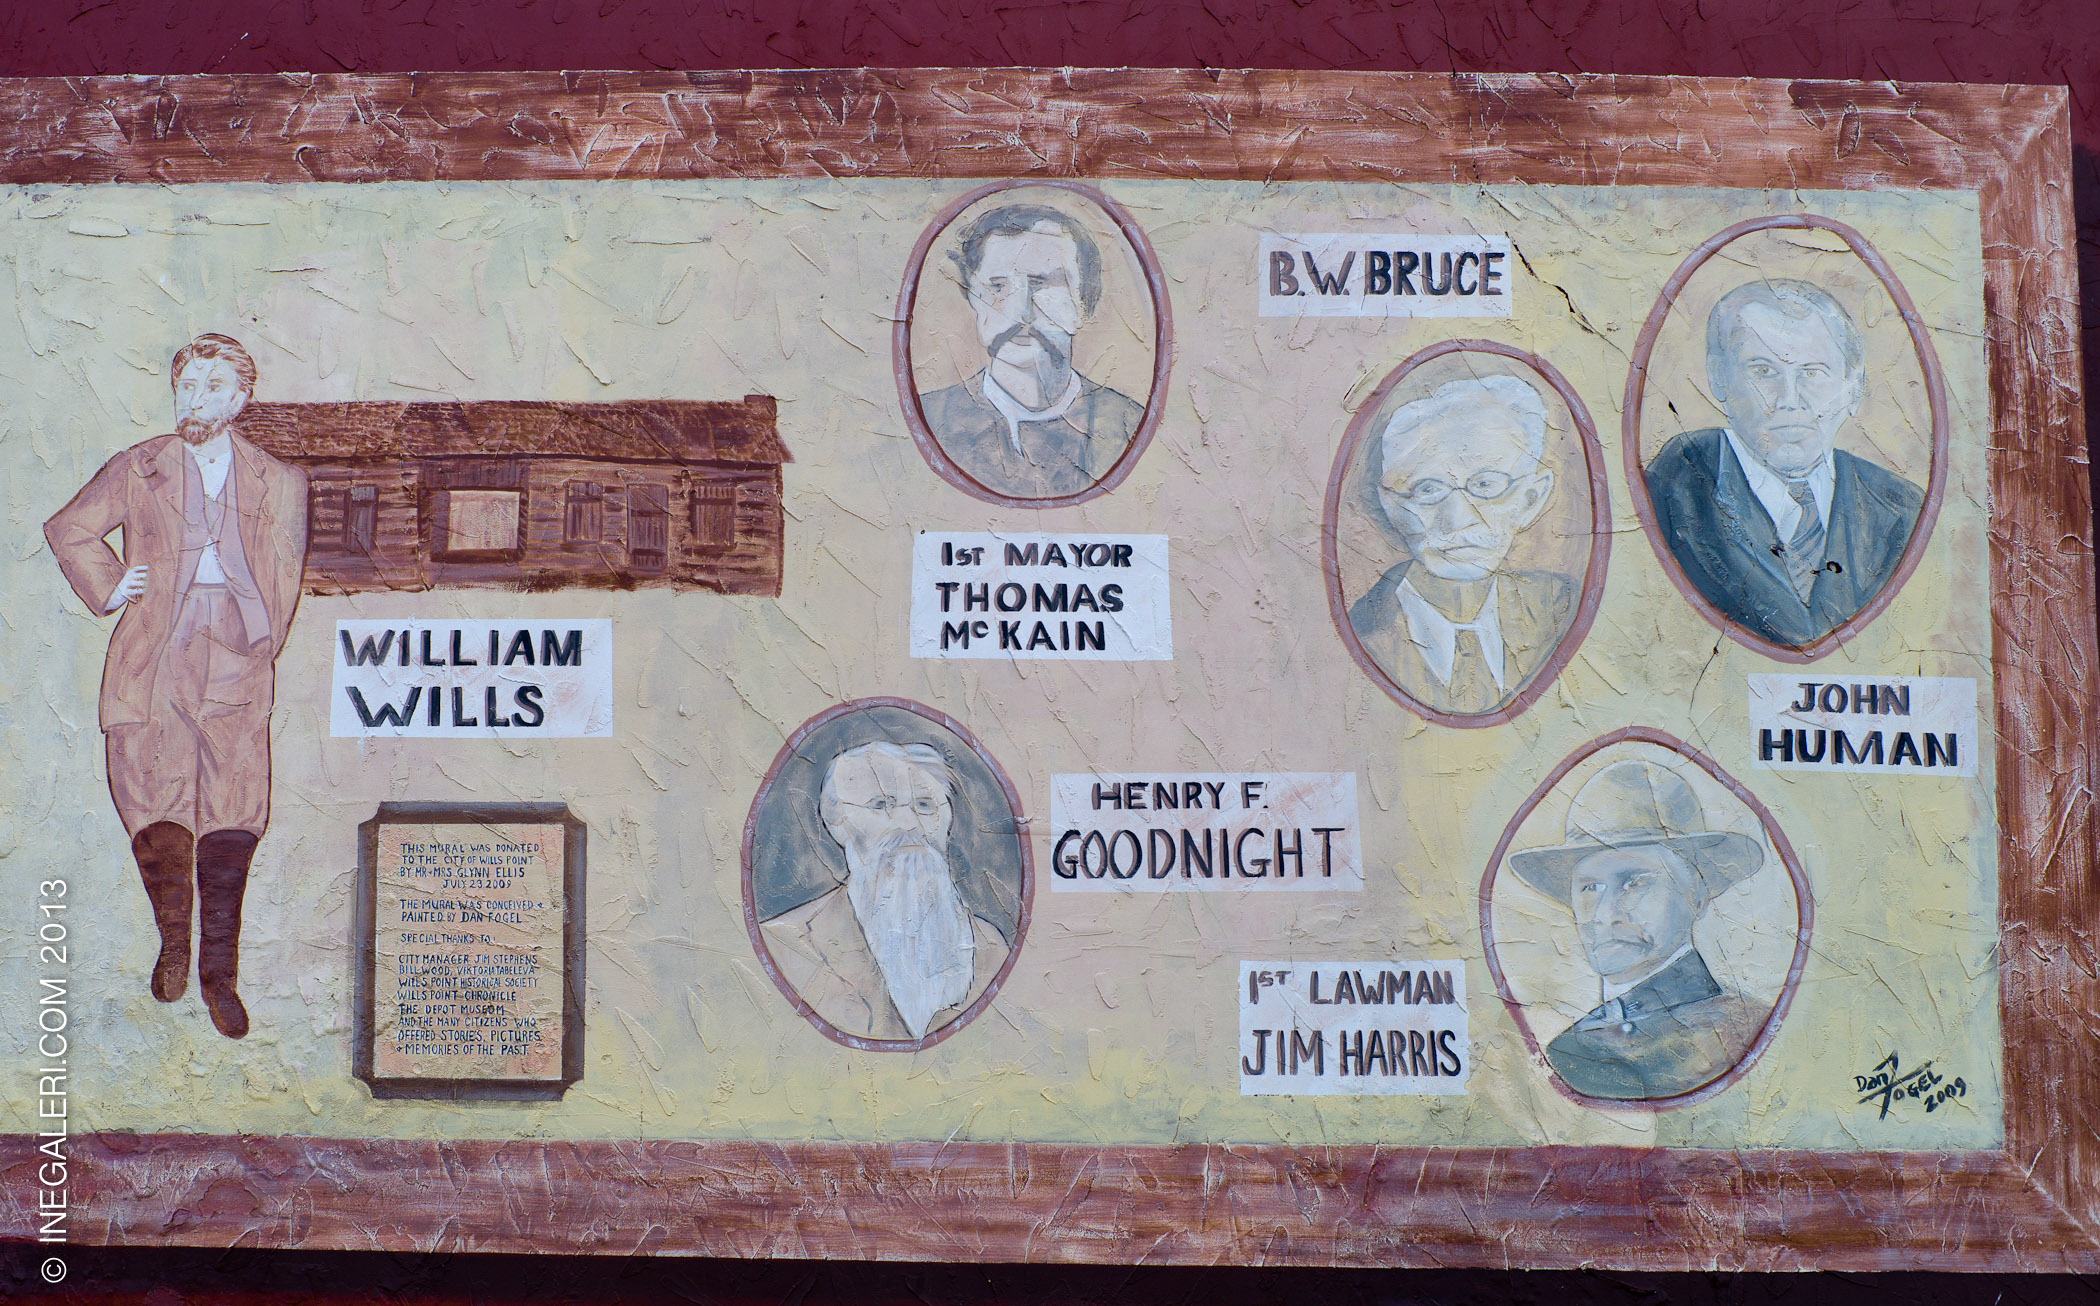 B.W. BRUCE
1ST MAYOR
THOMAS
MCKAIN
WILLIAM
WILLS
JOHN
HUMAN
HENRY F.
GOODNIGHT
1ST LAWMAN
JIM HARRIS
THIS MURAL WAS DONATED
TO THE CITY OF WILLS POINT
BY MR + MRS GLYNN ELLIS
JULY 23 2009
THE MURAL WAS CONCEIVED +
PAINTED BY DAN FOGEL
SPECIAL THANKS TO:
CITY MANAGER JIM STEPHENS
BILL WOOD, VIKTORIA TABELEVA
WILLS POINT HISTORICAL SOCIETY
WILLS POINT CHRONICLE
THE DEPOT MUSEUM
AND THE MANY CITIZENS WHO
OFFERED STORIES, PICTURES
+ MEMORIES OF THE PAST.
Dan FOGEL
2009
© INEGALERI.COM 2013